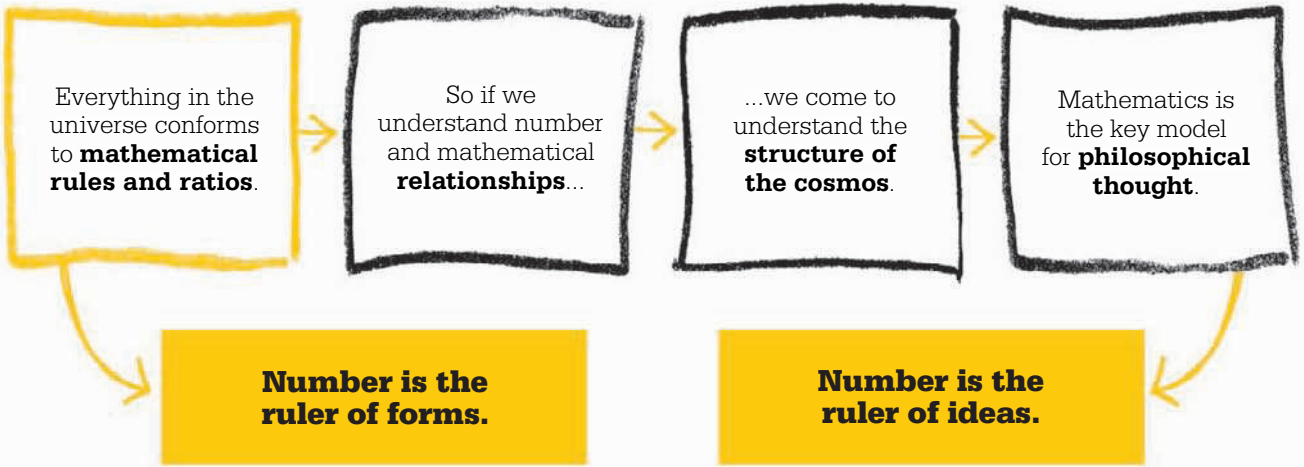 Everything in the
universe conforms
to mathematical
rules and ratios.
So if we
understand number
and mathematical
relationships...
...we come to
understand the
structure of
the cosmos.
Mathematics is
the key model
for philosophical
thought.
Number is the
ruler of forms.
Number is the
ruler of ideas.